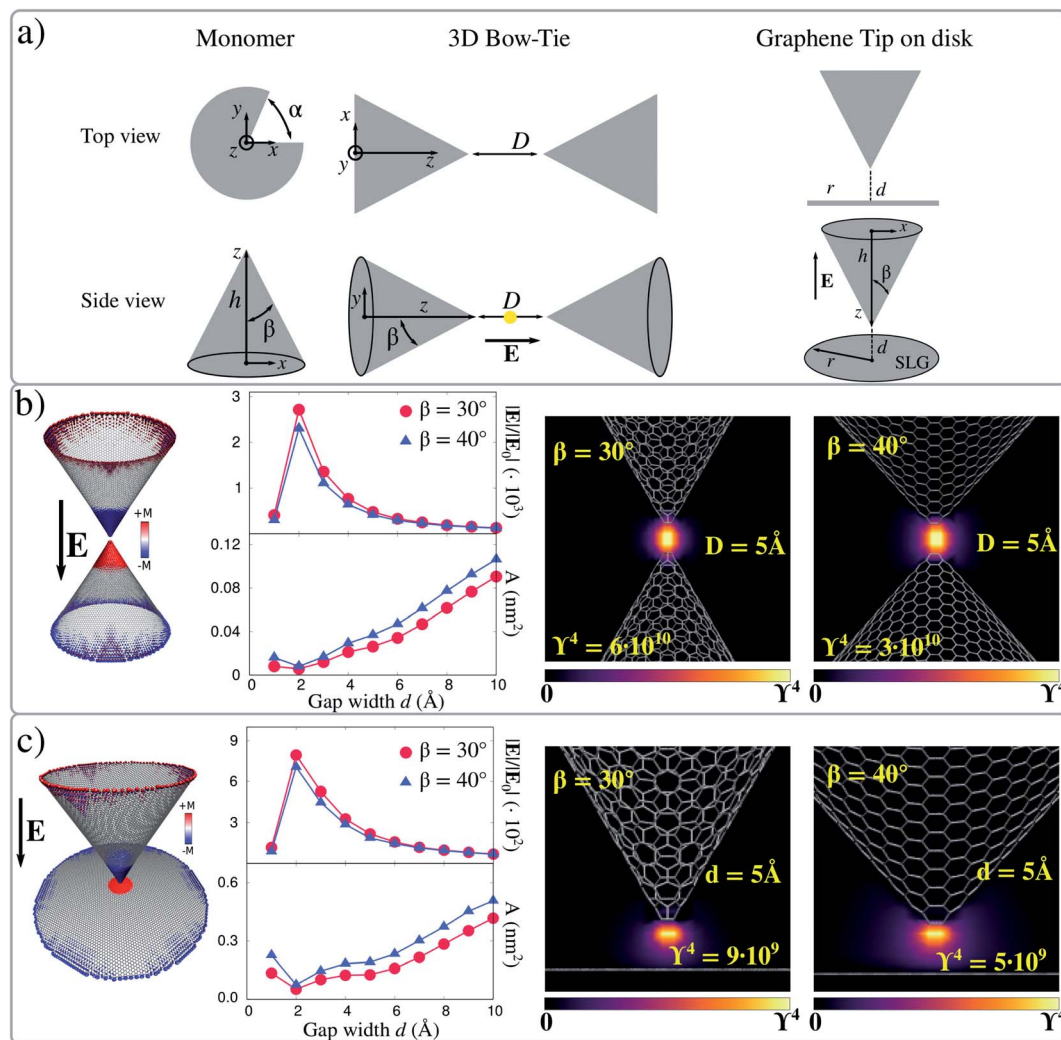 a)
Monomer
3D Bow-Tie
Graphene Tip on disk
Top view
y
α
z
x
x
y
z
D
r
d
Side view
z
h
β
x
y
z
β
D
E
E
x
h
β
z
d
r
SLG
b)
E
+M
-M
3
2
1
β = 30°
β = 40°
|E|/|E₀| (· 10³)
0.12
0.08
0.04
0
A (nm²)
0 2 4 6 8 10
Gap width d (Å)
β = 30°
D = 5Å
ϒ⁴ = 6·10¹⁰
0 ϒ⁴
β = 40°
D = 5Å
ϒ⁴ = 3·10¹⁰
0 ϒ⁴
c)
E
+M
-M
9
6
3
β = 30°
β = 40°
|E|/|E₀| (· 10²)
0.6
0.3
0.0
A (nm²)
0 2 4 6 8 10
Gap width d (Å)
β = 30°
d = 5Å
ϒ⁴ = 9·10⁹
0 ϒ⁴
β = 40°
d = 5Å
ϒ⁴ = 5·10⁹
0 ϒ⁴